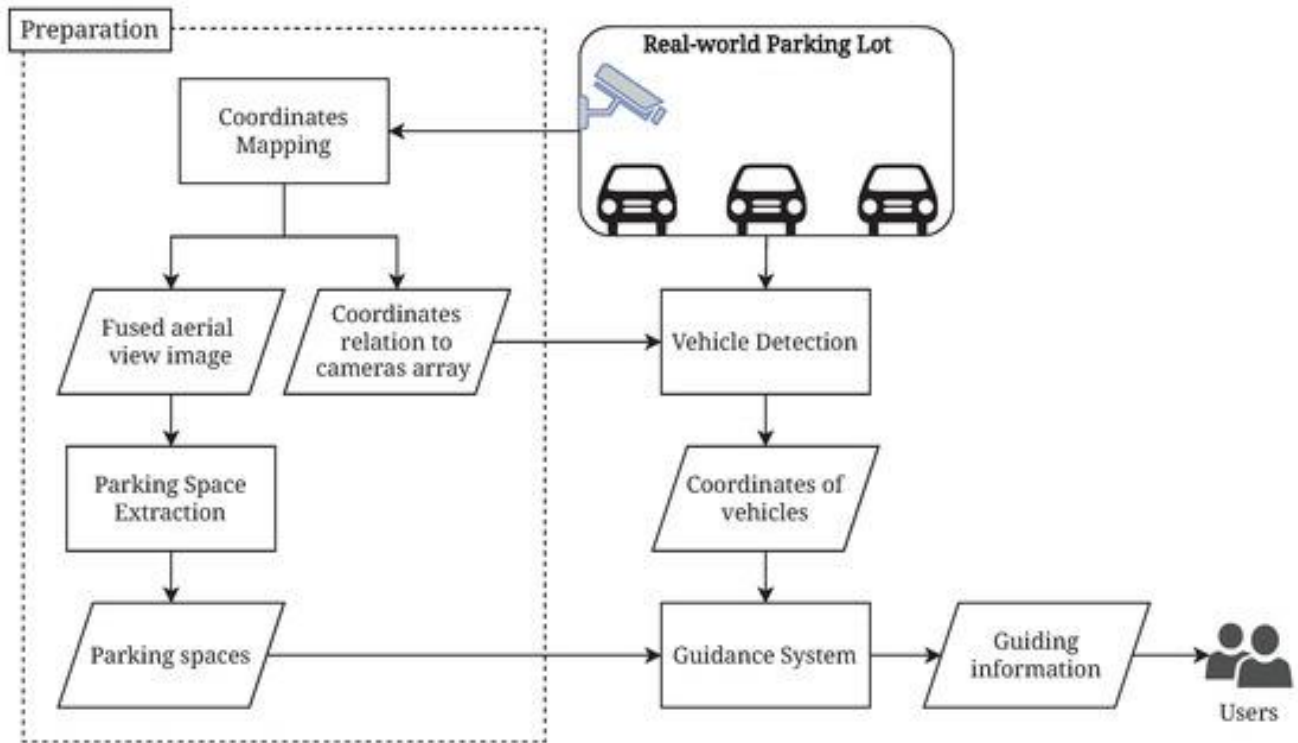 Preparation
Real-world Parking Lot
Coordinates
Mapping
Fused aerial
view image
Coordinates
relation to
cameras array
Vehicle Detection
Parking Space
Extraction
Coordinates of
vehicles
Parking spaces
Guidance System
Guiding
information
Users